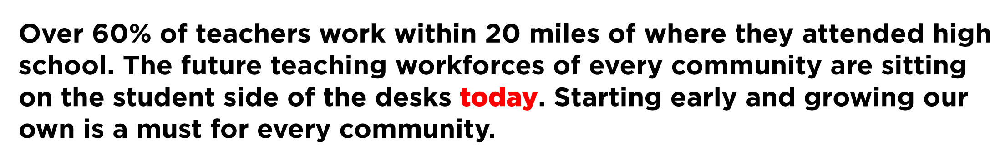 Over 60% of teachers work within 20 miles of where they attended high
school. The future teaching workforces of every community are sitting
on the student side of the desks today. Starting early and growing our
own is a must for every community.